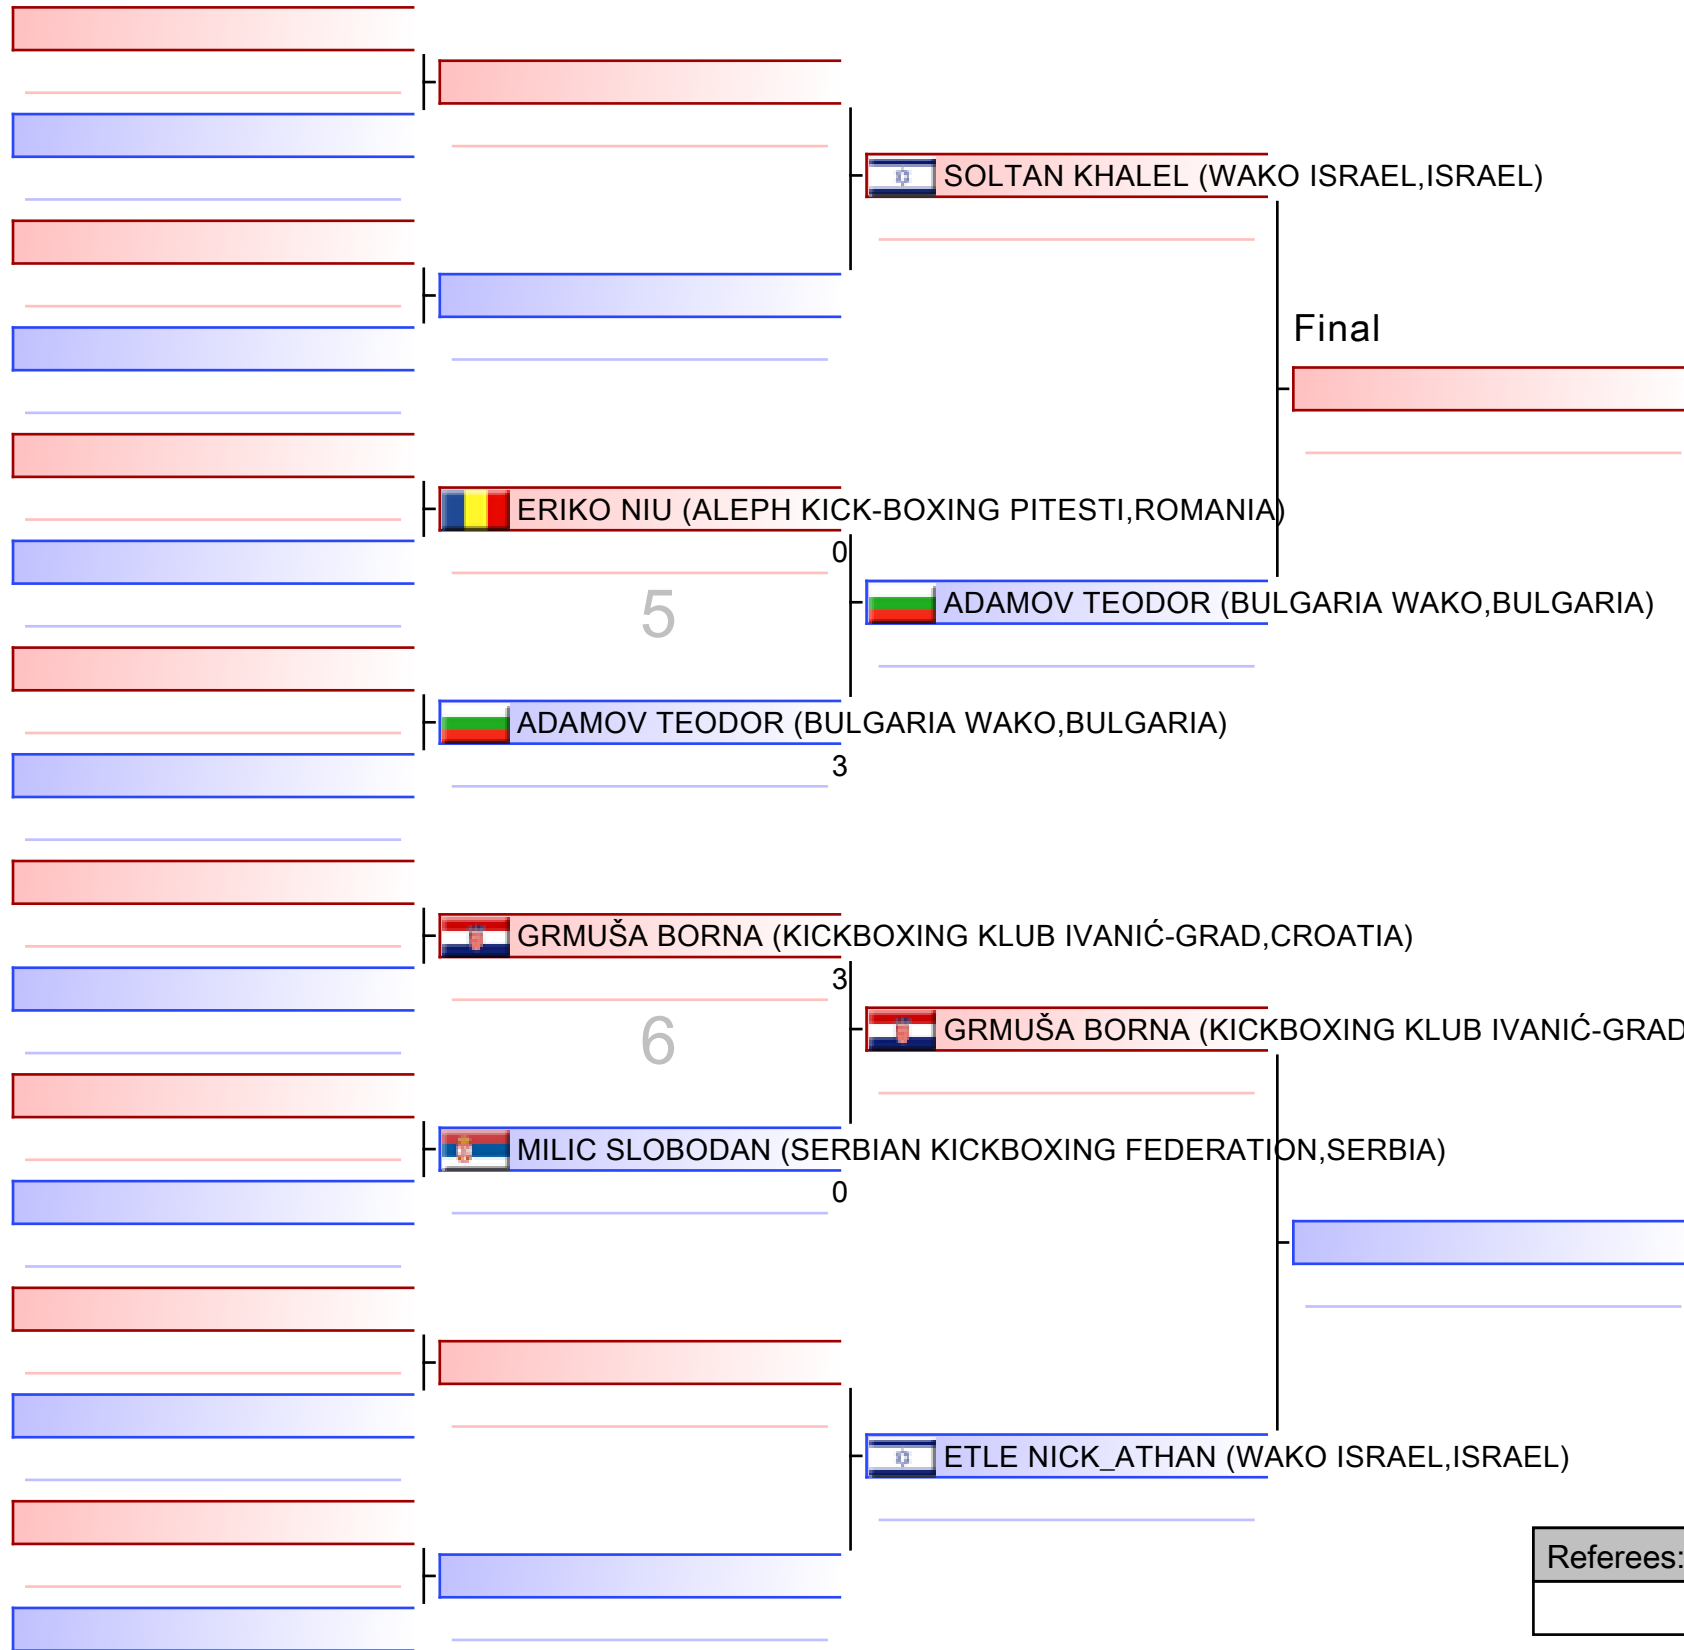 SOLTAN KHALEL (WAKO ISRAEL,ISRAEL)
Final
ERIKO NIU (ALEPH KICK-BOXING PITESTI,ROMANIA)
0
5
ADAMOV TEODOR (BULGARIA WAKO,BULGARIA)
ADAMOV TEODOR (BULGARIA WAKO,BULGARIA)
3
GRMUŠA BORNA (KICKBOXING KLUB IVANIĆ-GRAD,CROATIA)
3
6
GRMUŠA BORNA (KICKBOXING KLUB IVANIĆ-GRAD
MILIC SLOBODAN (SERBIAN KICKBOXING FEDERATION,SERBIA)
0
ETLE NICK_ATHAN (WAKO ISRAEL,ISRAEL)
Referees: